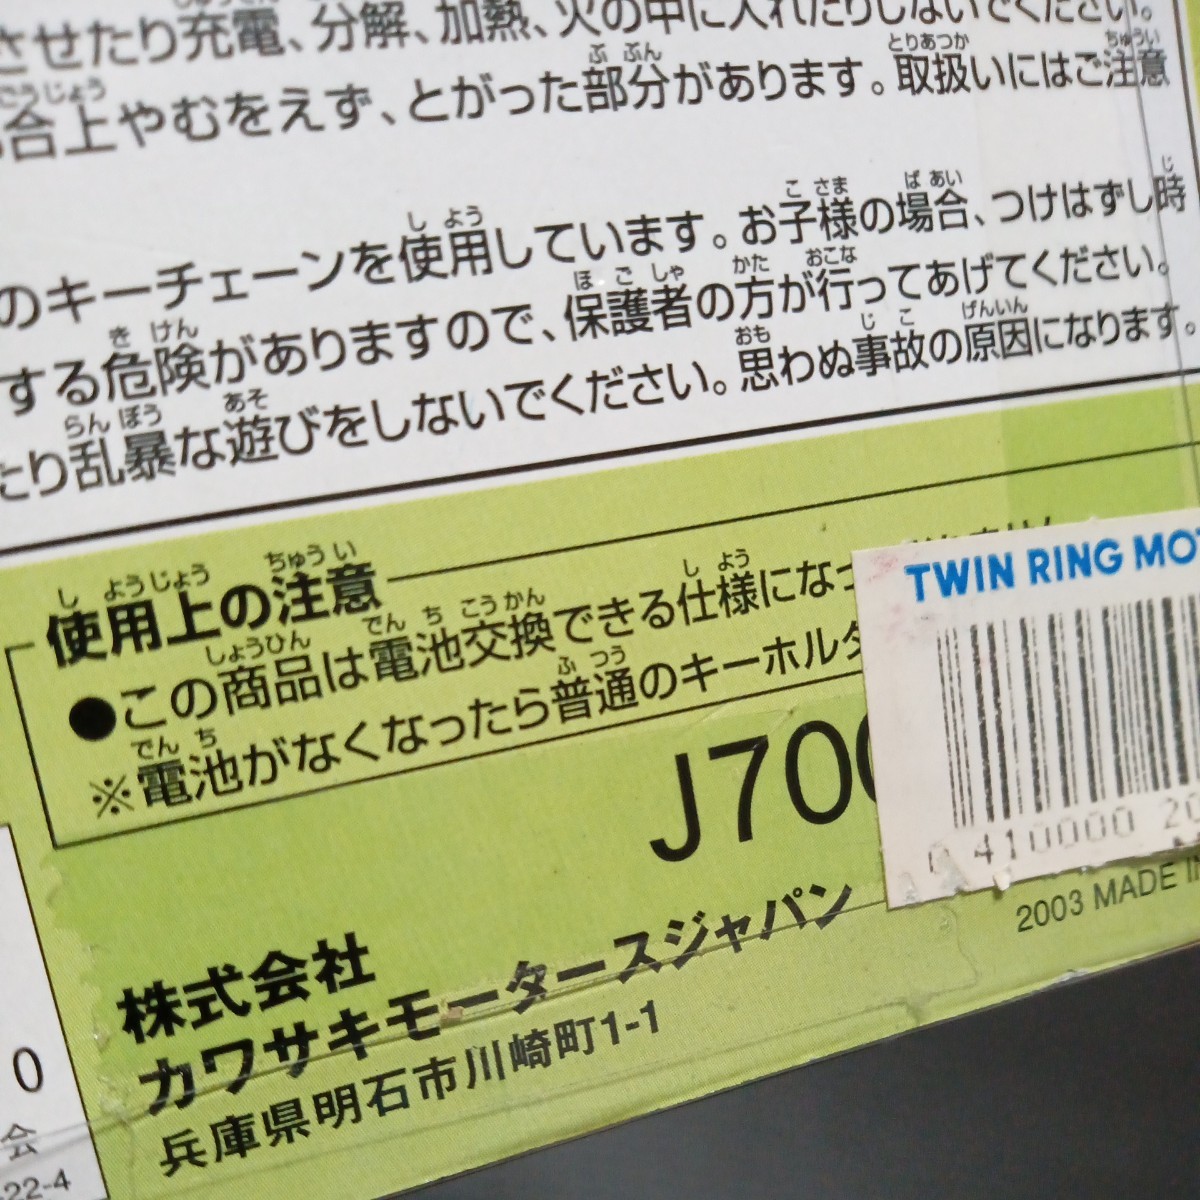 させたり充電、分解、加熱、火の中に入れたりしないでください。
合上やむをえず、とがった部分があります。取扱いにはご注意
のキーチェーンを使用しています。お子様の場合、つけはずし時
する危険がありますので、保護者の方が行ってあげてください。
たり乱暴な遊びをしないでください。思わぬ事故の原因になります。
使用上の注意
●この商品は電池交換できる仕様になっ
※電池がなくなったら普通のキーホルダ
J70
TWIN RING MOT
410000 20
2003 MADE IN
株式会社
カワサキモータースジャパン
兵庫県明石市川崎町1-1
0
会
22-4